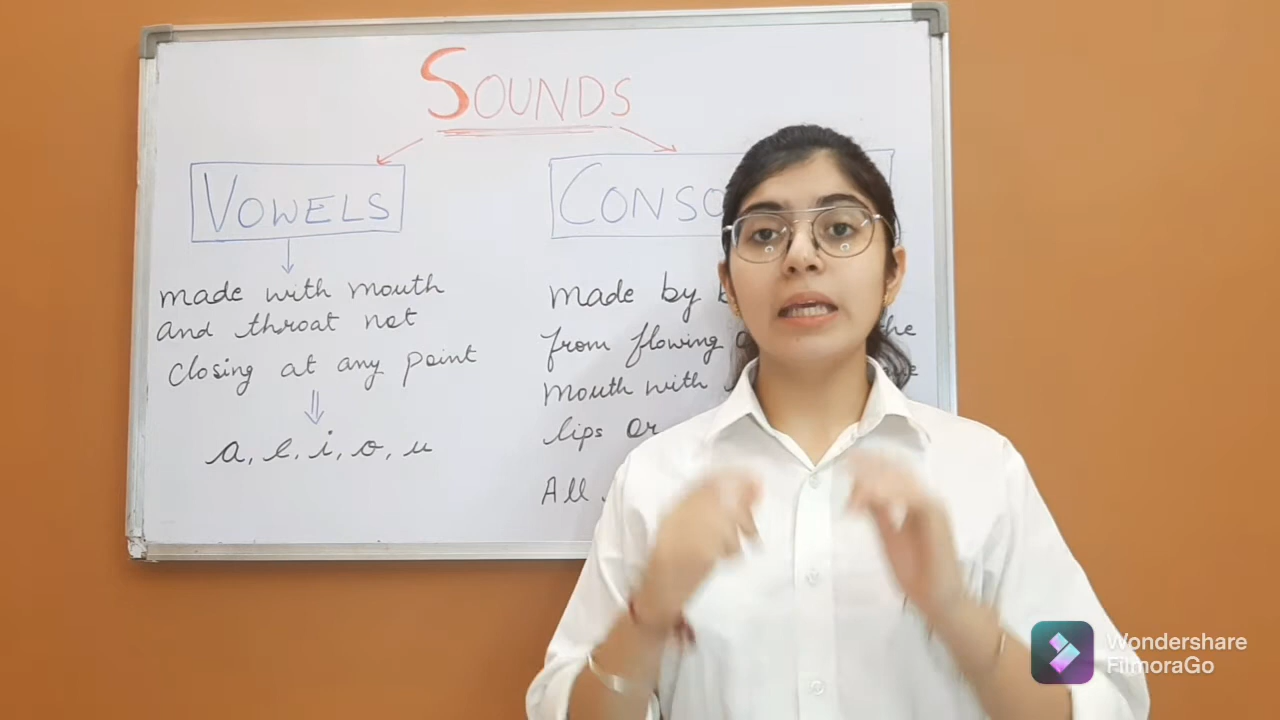 SOUNDS
VOWELS
made with mouth
and throat not
closing at any point
a, e, i, o, u
made by
from flowing the
mouth with
lips or
All
Wondershare
FilmoraGo